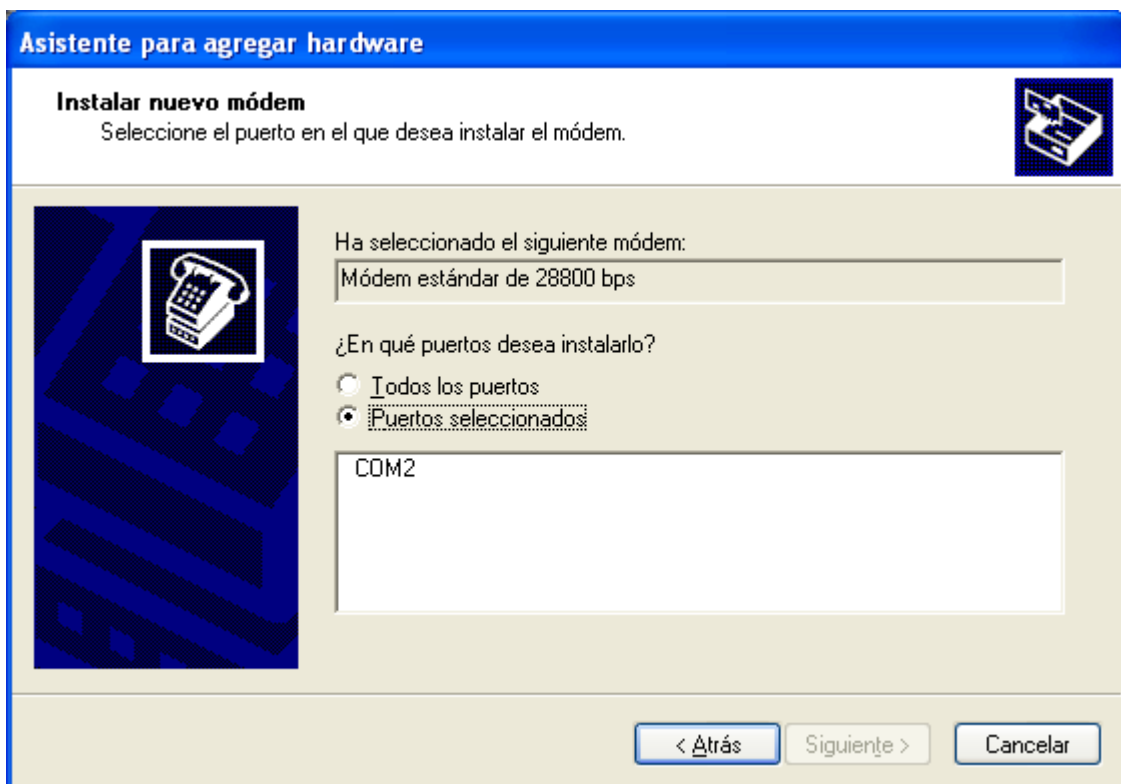 Asistente para agregar hardware
Instalar nuevo módem
Seleccione el puerto en el que desea instalar el módem.
Ha seleccionado el siguiente módem:
Módem estándar de 28800 bps
¿En qué puertos desea instalarlo?
Todos los puertos
Puertos seleccionados
COM2
< Atrás
Siguiente >
Cancelar